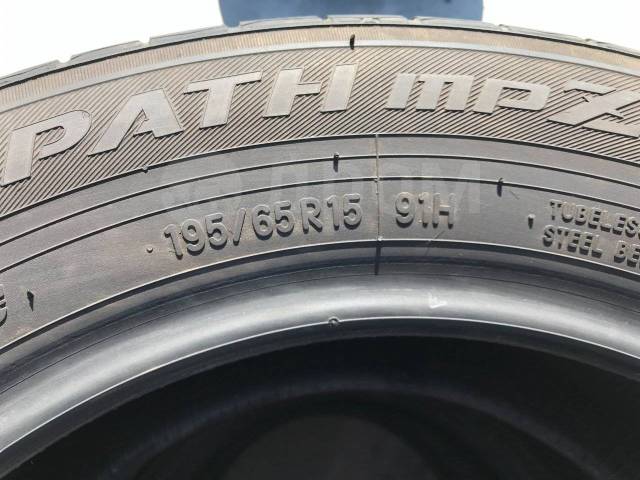 PATH mpZ
195/65R15 91H
TUBELESS
STEEL BE